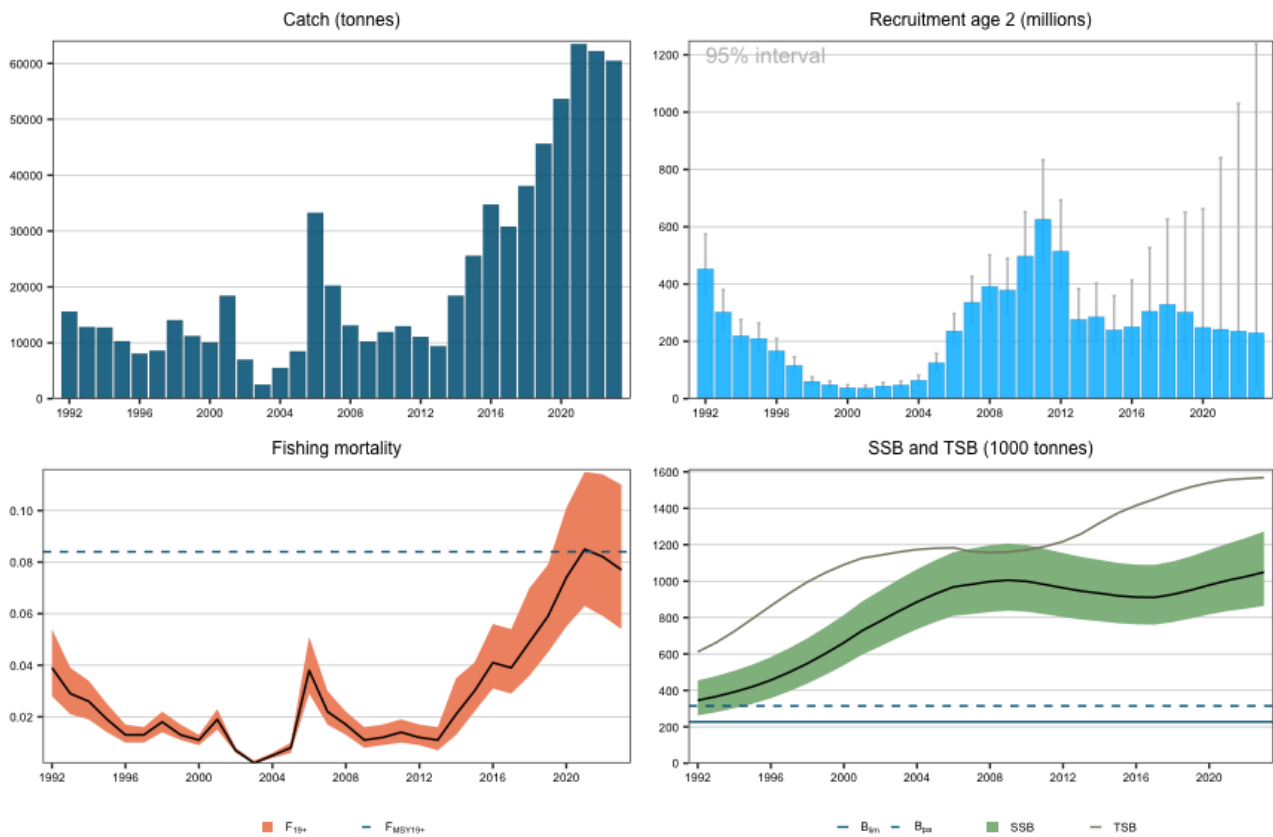 Catch (tonnes)
60000
50000
40000
30000
20000
10000
0
1992 1996 2000 2004 2008 2012 2016 2020
Recruitment age 2 (millions)
95% interval
1200
1000
800
600
400
200
0
1992 1996 2000 2004 2008 2012 2016 2020
Fishing mortality
0.10
0.08
0.06
0.04
0.02
1992 1996 2000 2004 2008 2012 2016 2020
F19+ FMSY19+
SSB and TSB (1000 tonnes)
1600
1400
1200
1000
800
600
400
200
0
1992 1996 2000 2004 2008 2012 2016 2020
Blim Bpa SSB TSB